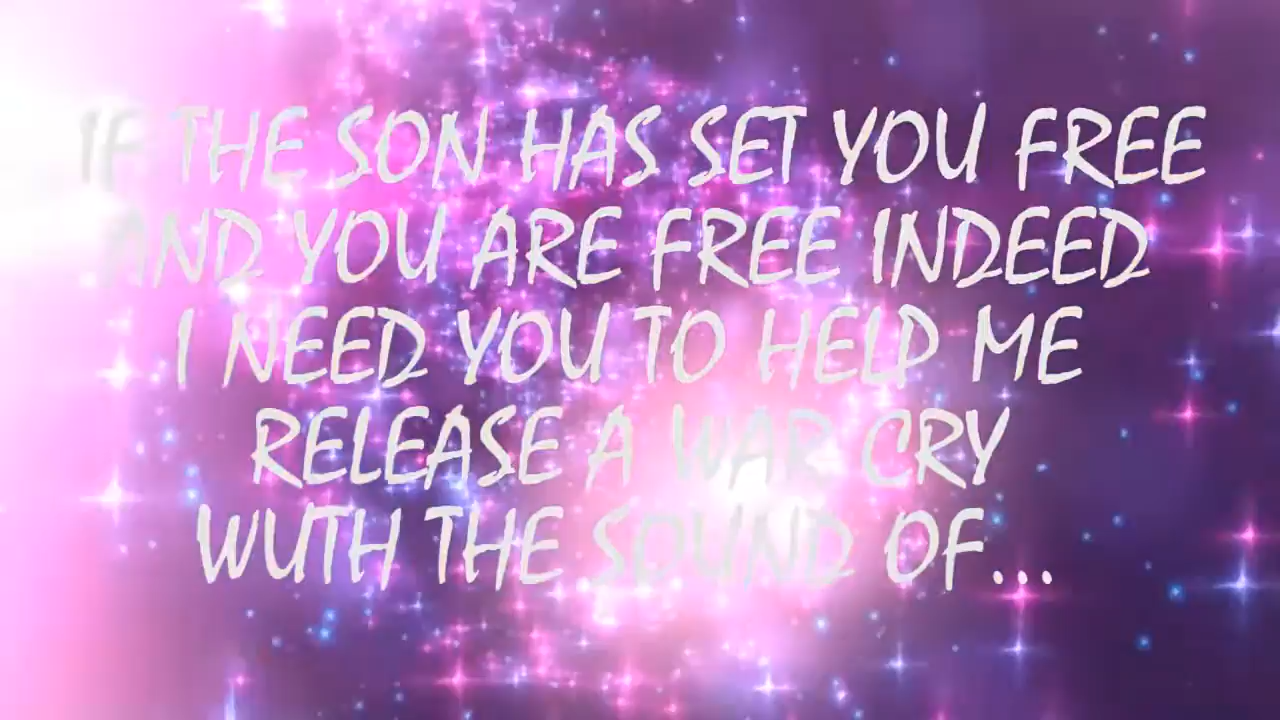 IF THE SON HAS SET YOU FREE
AND YOU ARE FREE INDEED
I NEED YOU TO HELP ME
RELEASE A WAR CRY
WUTH THE SOUND OF...